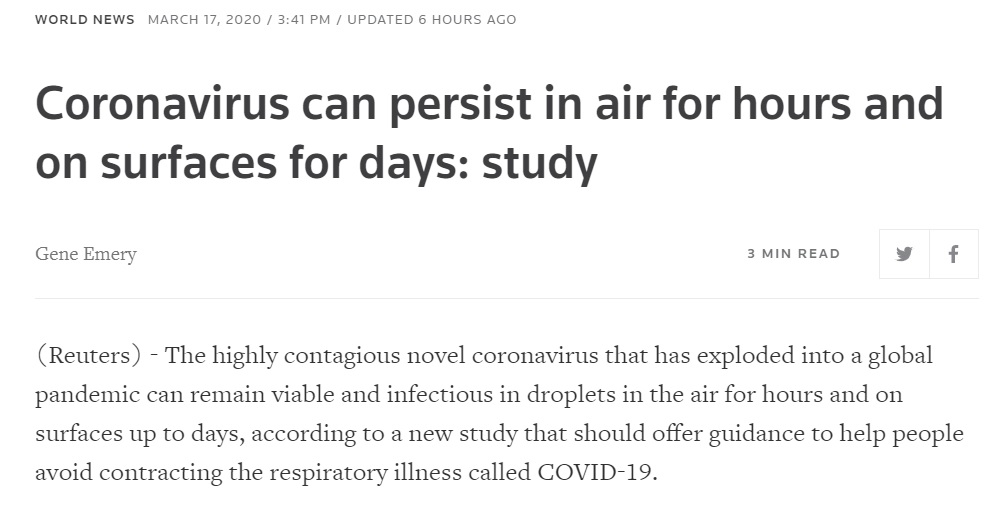 WORLD NEWS MARCH 17, 2020 / 3:41 PM / UPDATED 6 HOURS AGO
Coronavirus can persist in air for hours and
on surfaces for days: study
Gene Emery
3 MIN READ
(Reuters) - The highly contagious novel coronavirus that has exploded into a global
pandemic can remain viable and infectious in droplets in the air for hours and on
surfaces up to days, according to a new study that should offer guidance to help people
avoid contracting the respiratory illness called COVID-19.